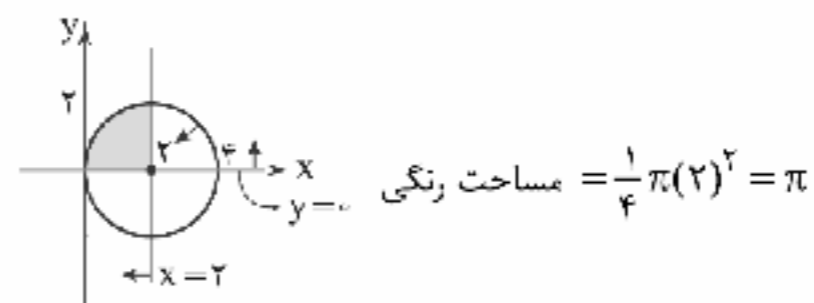 y
۲
۲ ۴ x
مساحت رنگی = ۱/۴ π(۲)^۲ = π
y = ۰
x = ۲